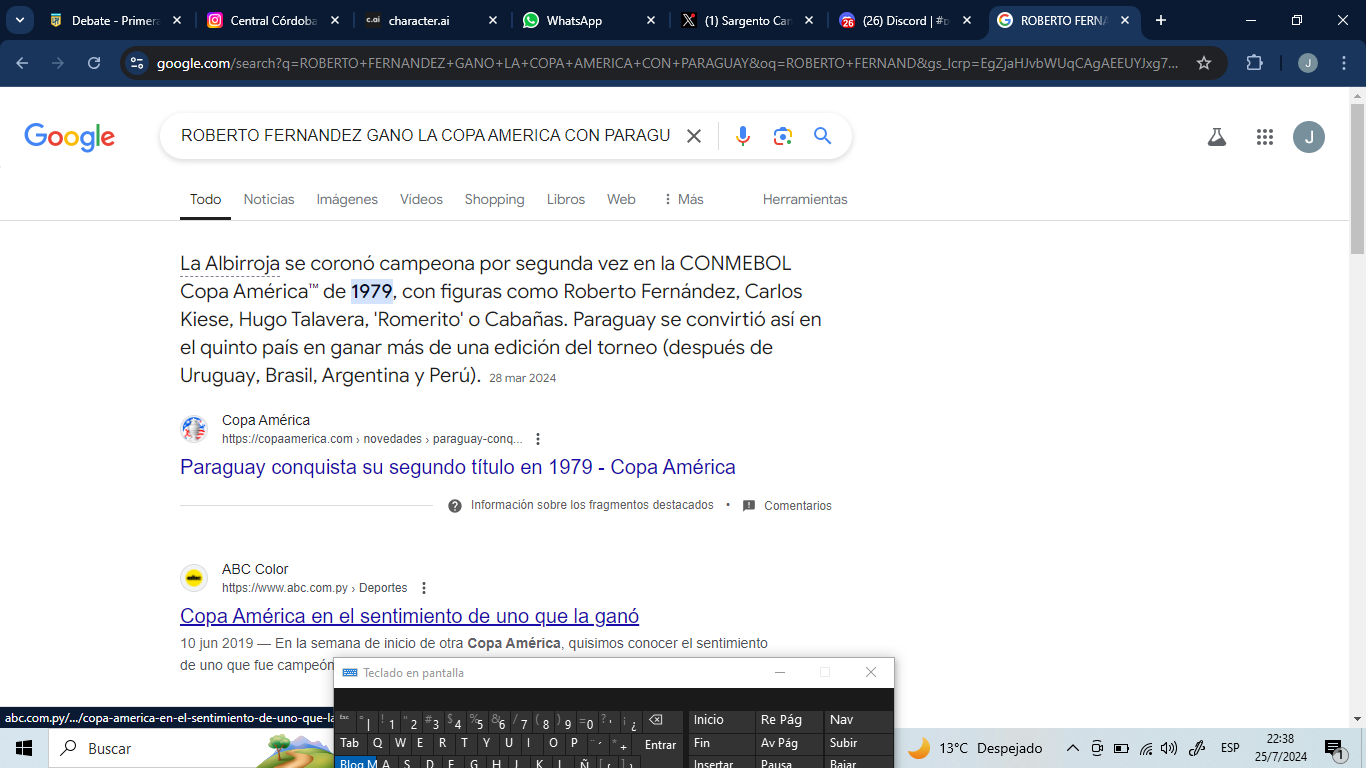 Debate - Primera
Central Córdoba
c.ai
character.ai
WhatsApp
(1) Sargento Car
26
(26) Discord | #p
ROBERTO FERNA
google.com/search?q=ROBERTO+FERNANDEZ+GANO+LA+COPA+AMERICA+CON+PARAGUAY&oq=ROBERTO+FERNAND&gs_lcrp=EgZjaHJvbWUqCAgAEEUYJxg7...
J
Google
ROBERTO FERNANDEZ GANO LA COPA AMERICA CON PARAGU
J
Todo
Noticias
Imágenes
Vídeos
Shopping
Libros
Web
Más
Herramientas
La Albirroja se coronó campeona por segunda vez en la CONMEBOL
Copa América™ de 1979, con figuras como Roberto Fernández, Carlos
Kiese, Hugo Talavera, 'Romerito' o Cabañas. Paraguay se convirtió así en
el quinto país en ganar más de una edición del torneo (después de
Uruguay, Brasil, Argentina y Perú). 28 mar 2024
Copa América
https://copaamerica.com › novedades › paraguay-conq...
Paraguay conquista su segundo título en 1979 - Copa América
Información sobre los fragmentos destacados • Comentarios
ABC Color
https://www.abc.com.py › Deportes
Copa América en el sentimiento de uno que la ganó
10 jun 2019 — En la semana de inicio de otra Copa América, quisimos conocer el sentimiento
de uno que fue campeón
Teclado en pantalla
abc.com.py/.../copa-america-en-el-sentimiento-de-uno-que-la
Esc ° | ! 1 " 2 # 3 $ 4 % 5 & 6 / 7 ( 8 ) 9 = 0 ? ' ¡ ¿
Inicio Re Pág Nav
Tab Q W E R T Y U I O P ¨ ´ * + Entrar
Fin Av Pág Subir
Bloq M A S D F G H J K L Ñ [ { ] }
Insertar Pausa Bajar
Buscar
13°C Despejado
ESP
22:38
25/7/2024
1